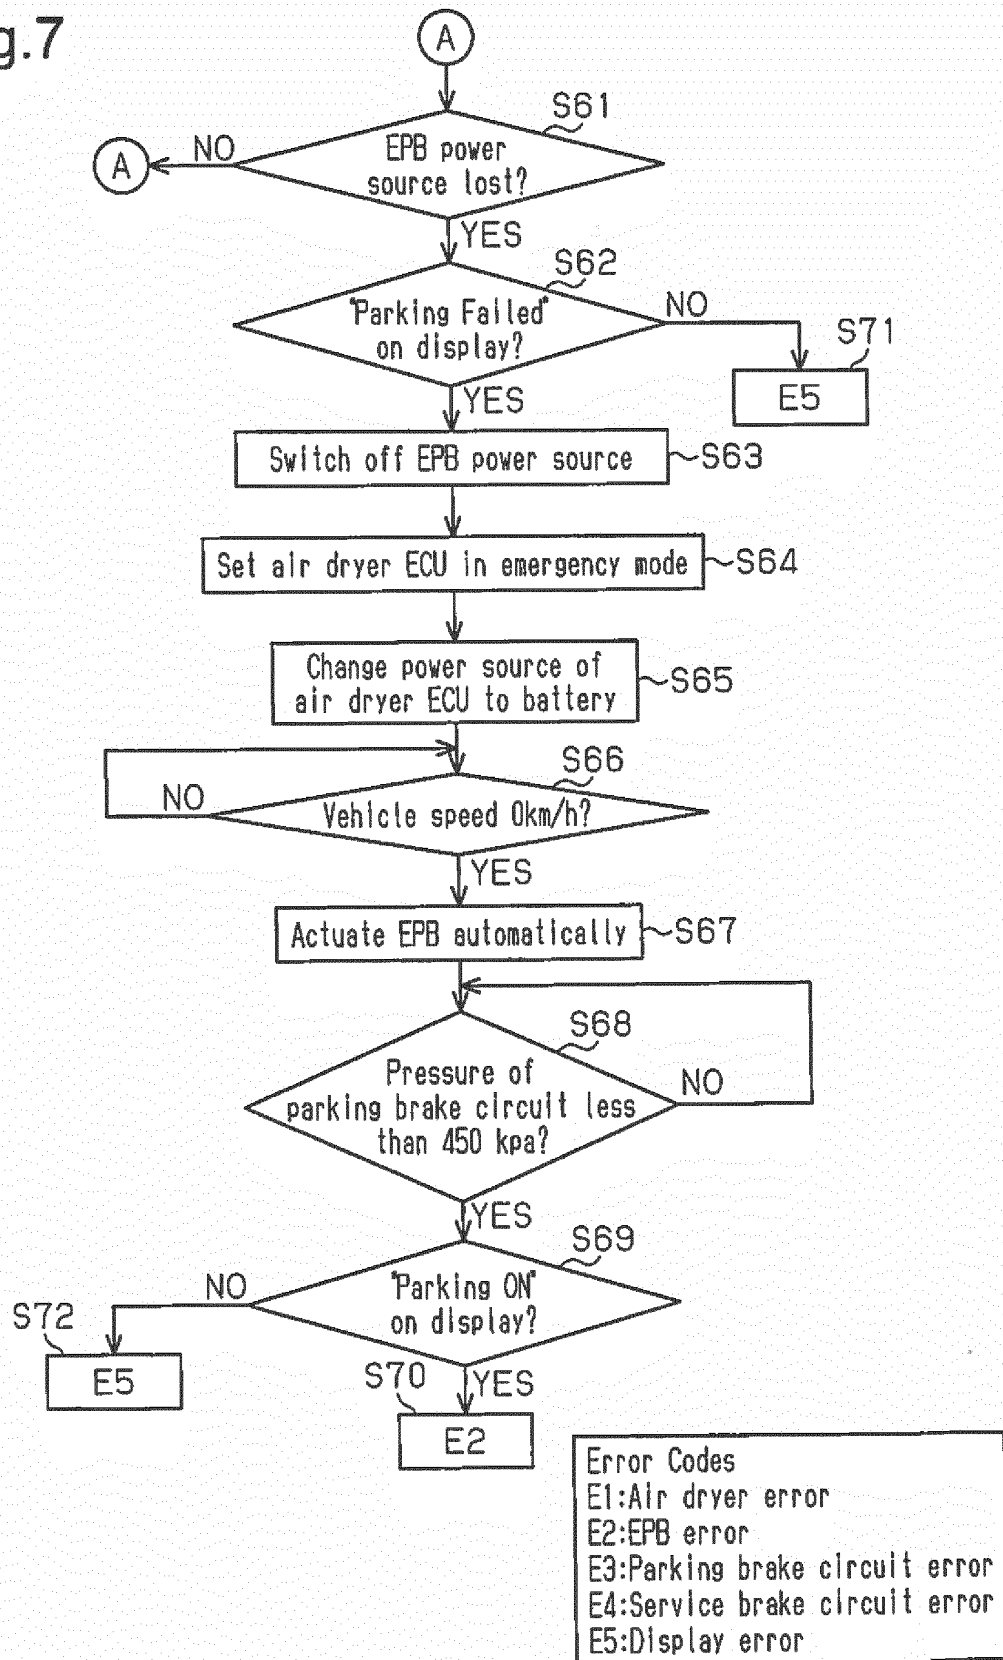 g.7
A
S61
EPB power
source lost?
NO
A
YES
S62
"Parking Failed"
on display?
NO
S71
E5
YES
Switch off EPB power source
S63
Set air dryer ECU in emergency mode
S64
Change power source of
air dryer ECU to battery
S65
S66
NO
Vehicle speed 0km/h?
YES
Actuate EPB automatically
S67
S68
Pressure of
parking brake circuit less
than 450 kpa?
NO
YES
S69
"Parking ON"
on display?
NO
S72
E5
S70
YES
E2
Error Codes
E1:Air dryer error
E2:EPB error
E3:Parking brake circuit error
E4:Service brake circuit error
E5:Display error